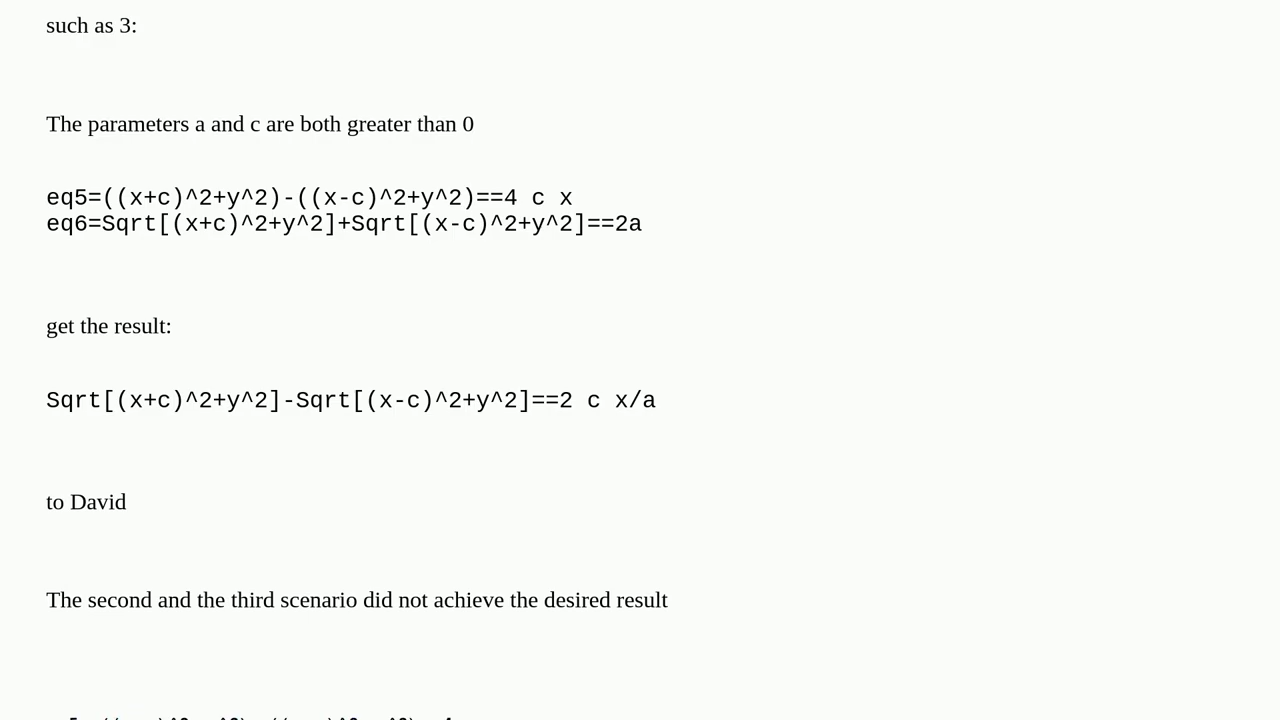 such as 3:
The parameters a and c are both greater than 0
eq5=((x+c)^2+y^2)-((x-c)^2+y^2)==4 c x
eq6=Sqrt[(x+c)^2+y^2]+Sqrt[(x-c)^2+y^2]==2a
get the result:
Sqrt[(x+c)^2+y^2]-Sqrt[(x-c)^2+y^2]==2 c x/a
to David
The second and the third scenario did not achieve the desired result